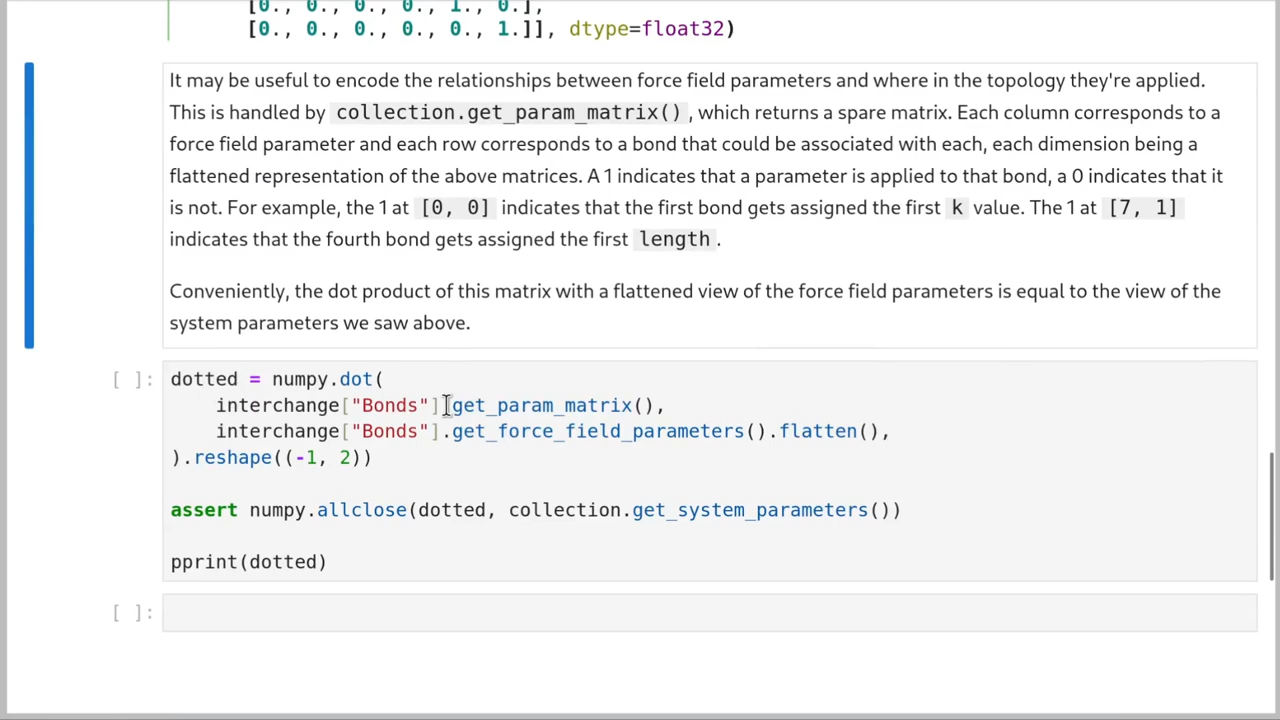 [0., 0., 0., 0., 1., 0.],
[0., 0., 0., 0., 0., 1.]], dtype=float32)
It may be useful to encode the relationships between force field parameters and where in the topology they're applied.
This is handled by collection.get_param_matrix() , which returns a spare matrix. Each column corresponds to a
force field parameter and each row corresponds to a bond that could be associated with each, each dimension being a
flattened representation of the above matrices. A 1 indicates that a parameter is applied to that bond, a 0 indicates that it
is not. For example, the 1 at [0, 0] indicates that the first bond gets assigned the first k value. The 1 at [7, 1]
indicates that the fourth bond gets assigned the first length .
Conveniently, the dot product of this matrix with a flattened view of the force field parameters is equal to the view of the
system parameters we saw above.
[ ]: dotted = numpy.dot(
interchange["Bonds"].get_param_matrix(),
interchange["Bonds"].get_force_field_parameters().flatten(),
).reshape((-1, 2))
assert numpy.allclose(dotted, collection.get_system_parameters())
pprint(dotted)
[ ]: